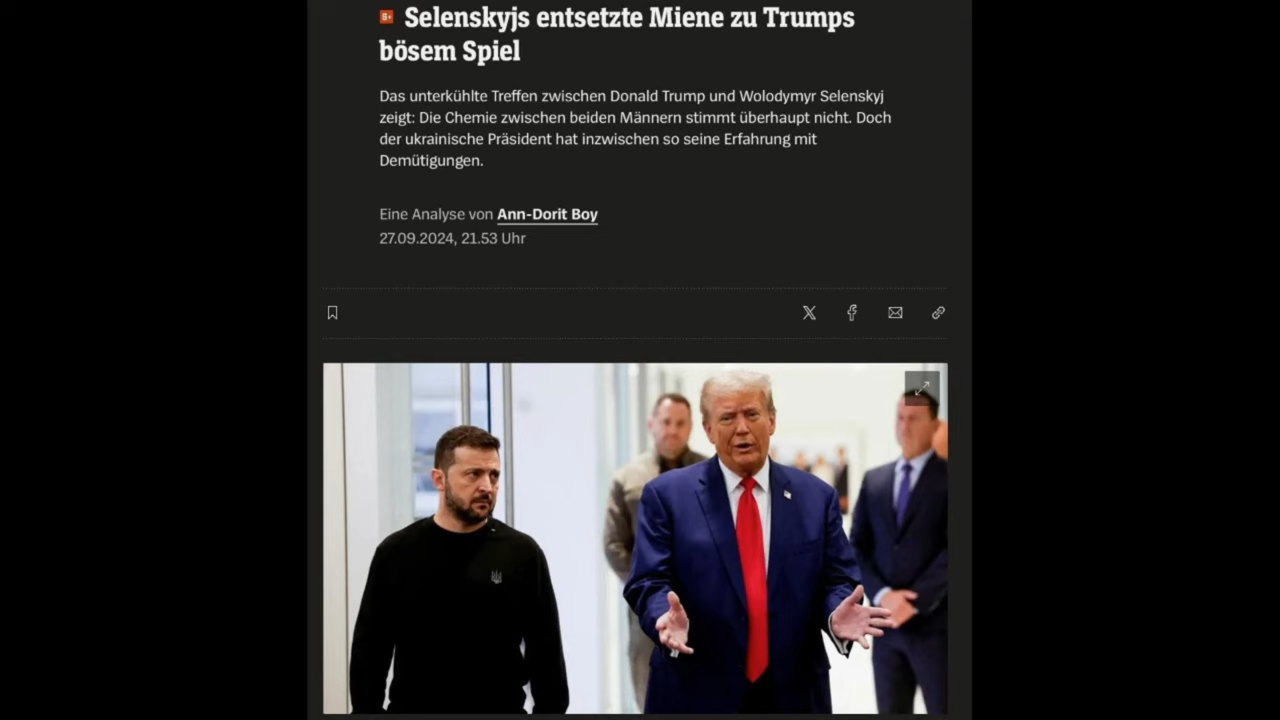 S+ Selenskyjs entsetzte Miene zu Trumps
bösem Spiel
Das unterkühlte Treffen zwischen Donald Trump und Wolodymyr Selenskyj
zeigt: Die Chemie zwischen beiden Männern stimmt überhaupt nicht. Doch
der ukrainische Präsident hat inzwischen so seine Erfahrung mit
Demütigungen.
Eine Analyse von Ann-Dorit Boy
27.09.2024, 21.53 Uhr